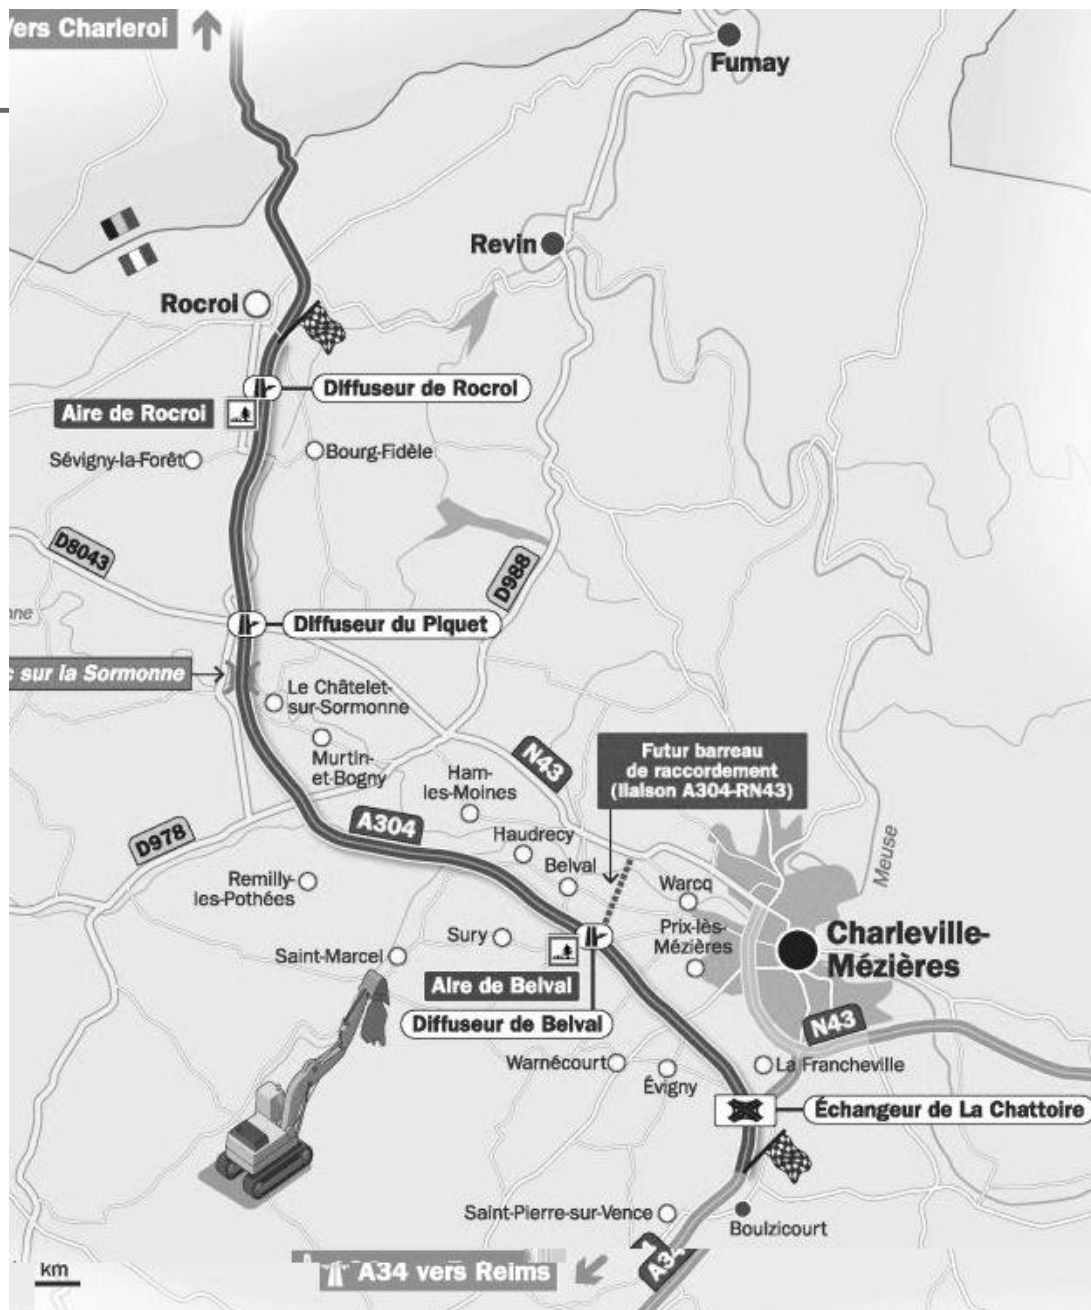 Vers Charleroi
Fumay
Revin
Rocroi
Diffuseur de Rocroi
Aire de Rocroi
Bourg-Fidèle
Sévigny-la-Forêt
D8043
D988
Diffuseur du Piquet
sur la Sormonne
Le Châtelet-
sur-Sormonne
Murtin-
et-Bogny
N43
Futur barreau
de raccordement
(liaison A304-RN43)
Ham-
les-Moines
A304
D978
Haudrecy
Belval
Meuse
Remilly-
les-Pothées
Warcq
Prix-lès-
Mézières
Charleville-
Mézières
Sury
Saint-Marcel
Aire de Belval
Diffuseur de Belval
N43
Warnécourt
Évigny
La Francheville
Échangeur de La Chattoire
Saint-Pierre-sur-Vence
Boulzicourt
A34
km
A34 vers Reims